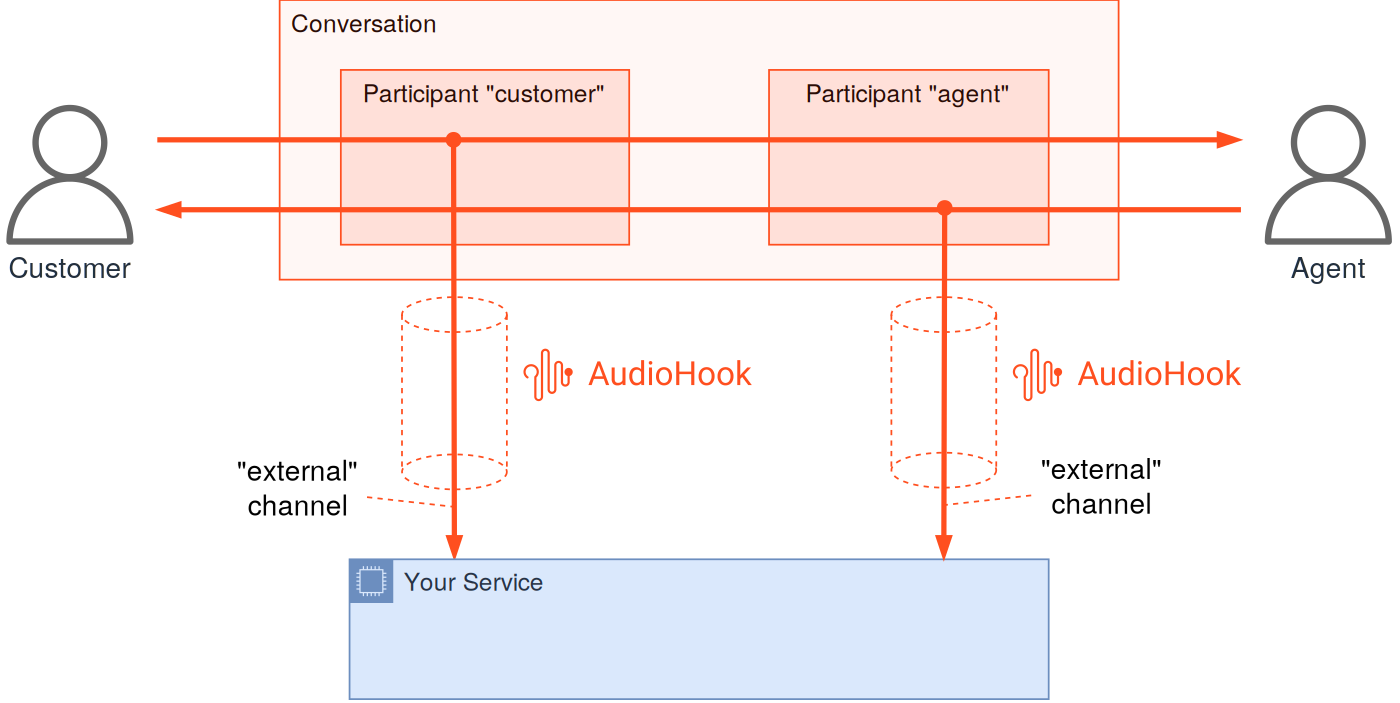 Conversation
Participant "customer"
Participant "agent"
Customer
Agent
AudioHook
AudioHook
"external"
channel
"external"
channel
Your Service